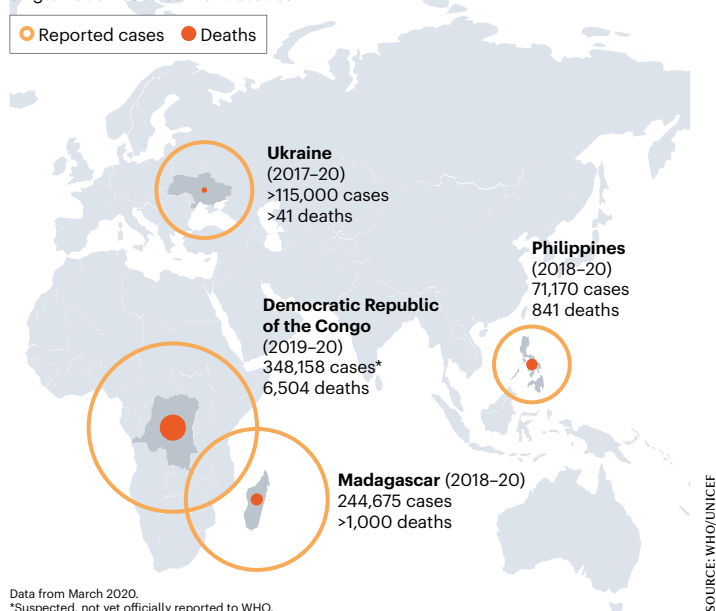 Reported cases
Deaths
Ukraine
(2017–20)
>115,000 cases
>41 deaths
Philippines
(2018–20)
71,170 cases
841 deaths
Democratic Republic
of the Congo
(2019–20)
348,158 cases*
6,504 deaths
Madagascar (2018–20)
244,675 cases
>1,000 deaths
Data from March 2020.
*Suspected, not yet officially reported to WHO.
SOURCE: WHO/UNICEF